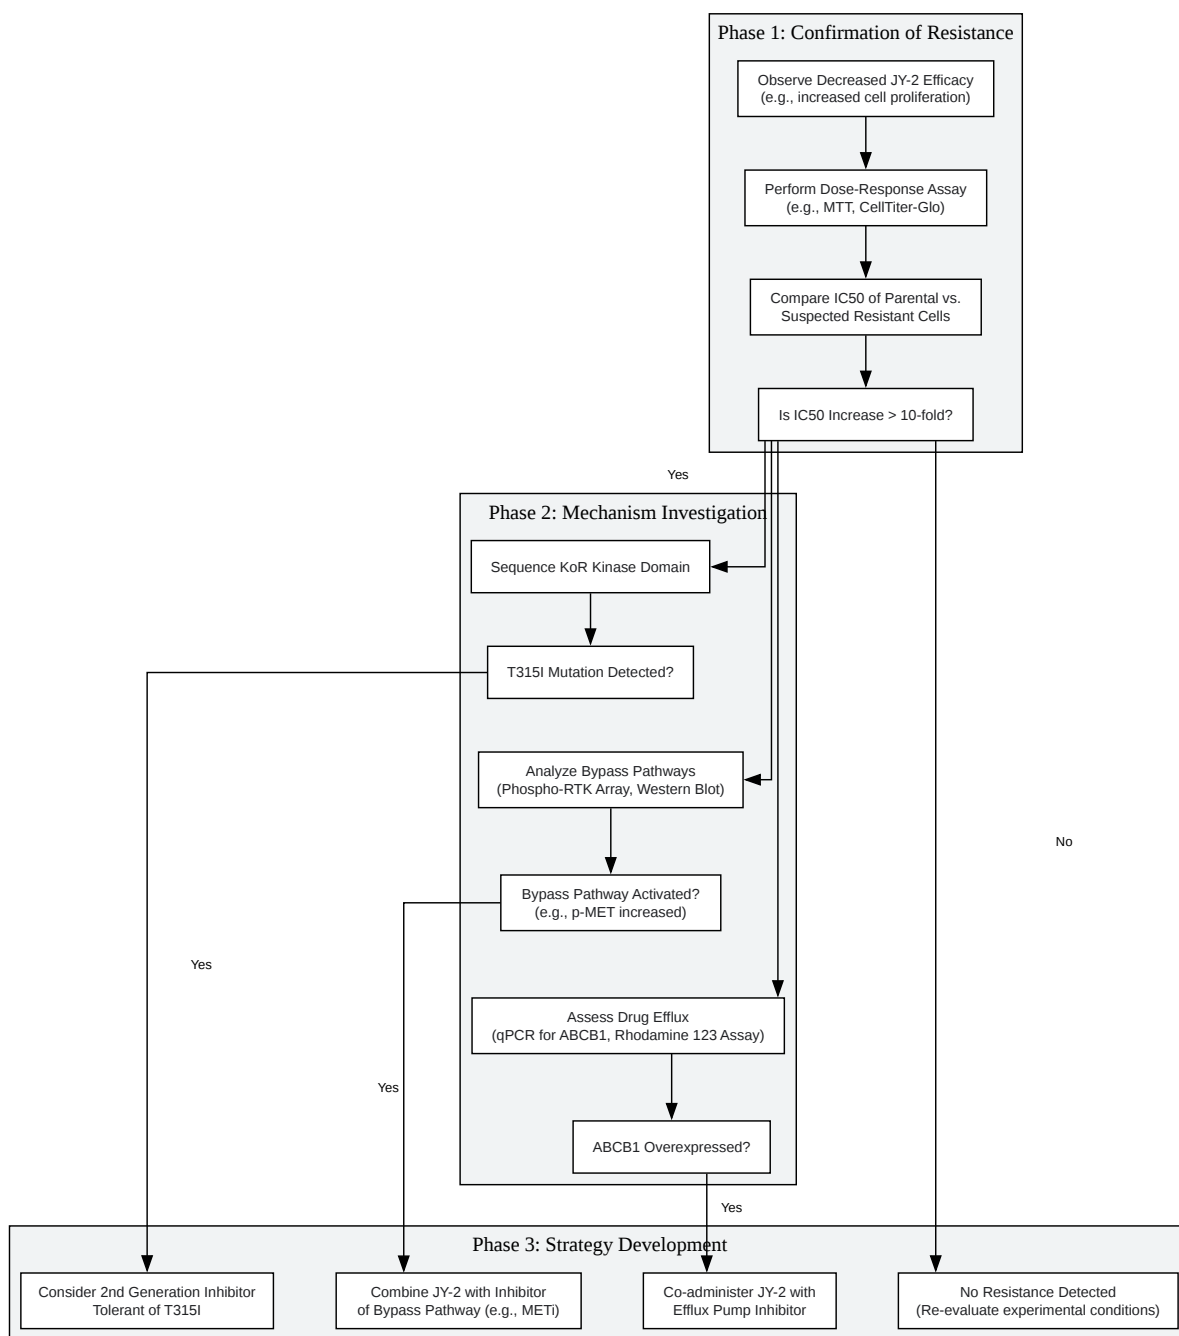 Phase 1: Confirmation of Resistance
Observe Decreased JY-2 Efficacy
(e.g., increased cell proliferation)
Perform Dose-Response Assay
(e.g., MTT, CellTiter-Glo)
Compare IC50 of Parental vs.
Suspected Resistant Cells
Is IC50 Increase > 10-fold?
Yes
Phase 2: Mechanism Investigation
Sequence KoR Kinase Domain
T315I Mutation Detected?
Analyze Bypass Pathways
(Phospho-RTK Array, Western Blot)
No
Bypass Pathway Activated?
(e.g., p-MET increased)
Yes
Assess Drug Efflux
(qPCR for ABCB1, Rhodamine 123 Assay)
Yes
ABCB1 Overexpressed?
Yes
Phase 3: Strategy Development
Consider 2nd Generation Inhibitor
Tolerant of T315I
Combine JY-2 with Inhibitor
of Bypass Pathway (e.g., METi)
Co-administer JY-2 with
Efflux Pump Inhibitor
No Resistance Detected
(Re-evaluate experimental conditions)